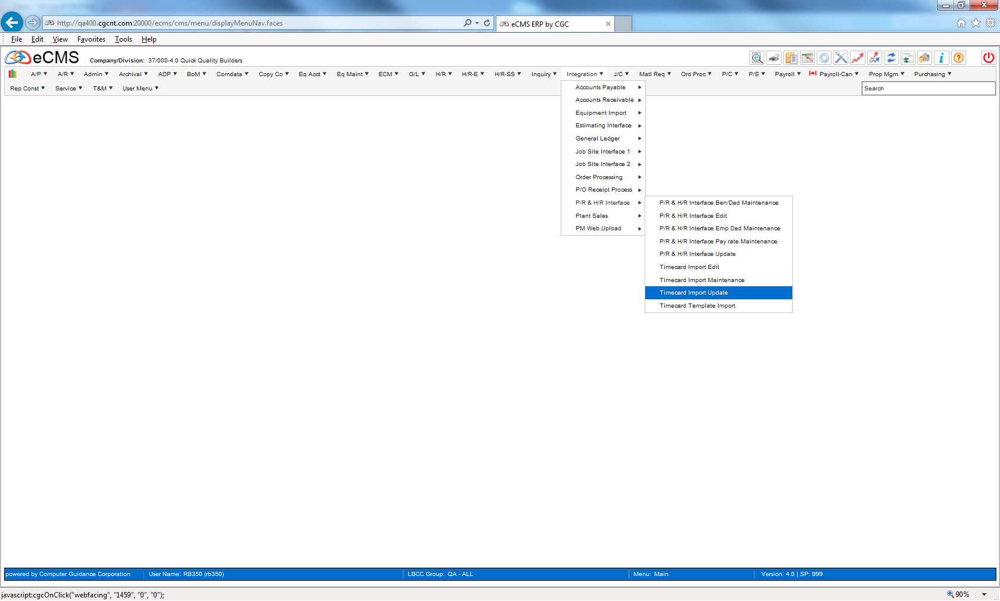 http://qa400.cgcnt.com:20000/ecms/cms/menu/displayMenuNav.faces
eCMS ERP by CGC
File Edit View Favorites Tools Help
eCMS Company/Division: 37/000-4.0 Quick Quality Builders
A/P A/R Admin Archival ADP BoM Comdata Copy Co Eq Acct Eq Maint ECM G/L H/R H/R-E H/R-SS Inquiry Integration J/C Matl Req Ord Proc P/C P/S Payroll Payroll-Can Prop Mgm Purchasing
Rep Const Service T&M User Menu Search
Accounts Payable
Accounts Receivable
Equipment Import
Estimating Interface
General Ledger
Job Site Interface 1
Job Site Interface 2
Order Processing
P/O Receipt Process
P/R & H/R Interface
Plant Sales
PM Web Upload
P/R & H/R Interface Ben/Ded Maintenance
P/R & H/R Interface Edit
P/R & H/R Interface Emp Ded Maintenance
P/R & H/R Interface Pay rate Maintenance
P/R & H/R Interface Update
Timecard Import Edit
Timecard Import Maintenance
Timecard Import Update
Timecard Template Import
powered by Computer Guidance Corporation User Name: RB350 (rb350) LBCC Group: QA - ALL Menu: Main Version: 4.0 | SP: 999
javascript:cgcOnClick("webfacing", "1459", "0", "0"); 90%